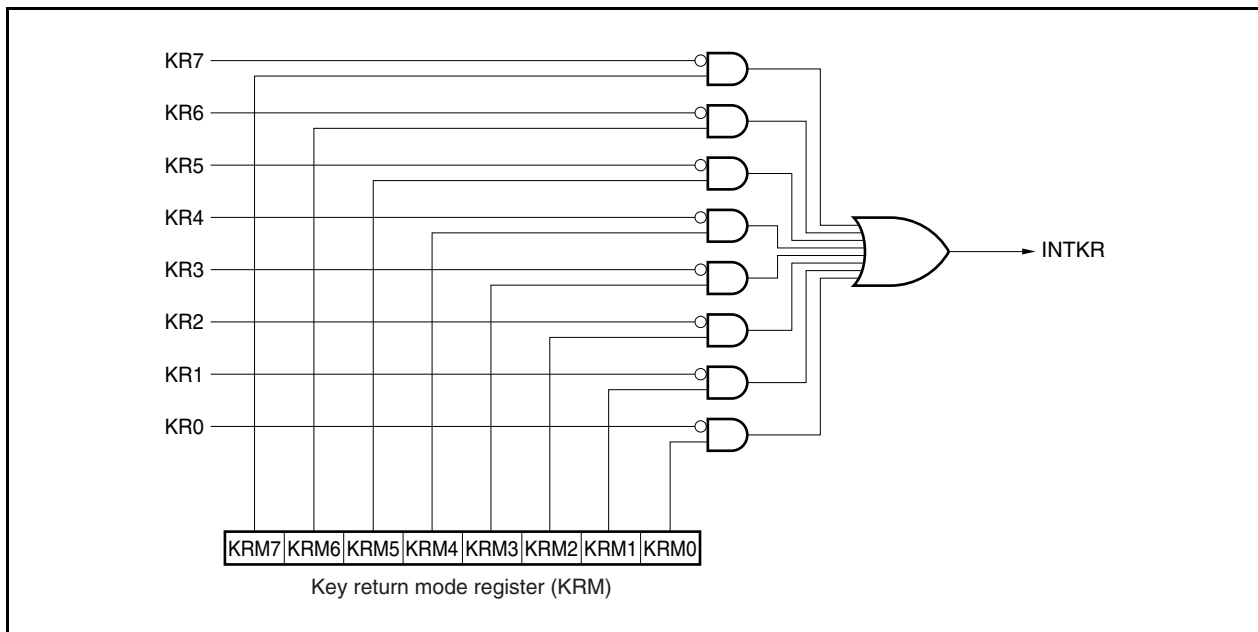 KR7
KR6
KR5
KR4
KR3
KR2
KR1
KR0
INTKR
KRM7 KRM6 KRM5 KRM4 KRM3 KRM2 KRM1 KRM0
Key return mode register (KRM)